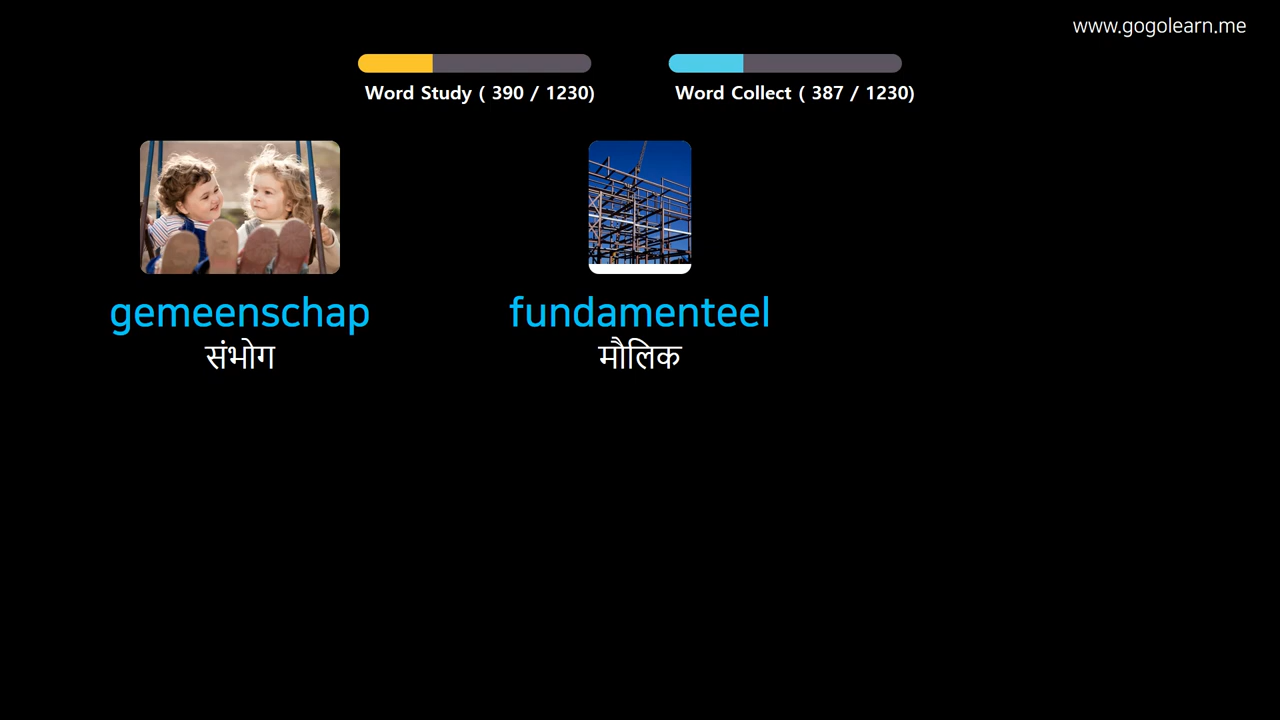 www.gogolearn.me
Word Study ( 390 / 1230)
Word Collect ( 387 / 1230)
gemeenschap
संभोग
fundamenteel
मौलिक